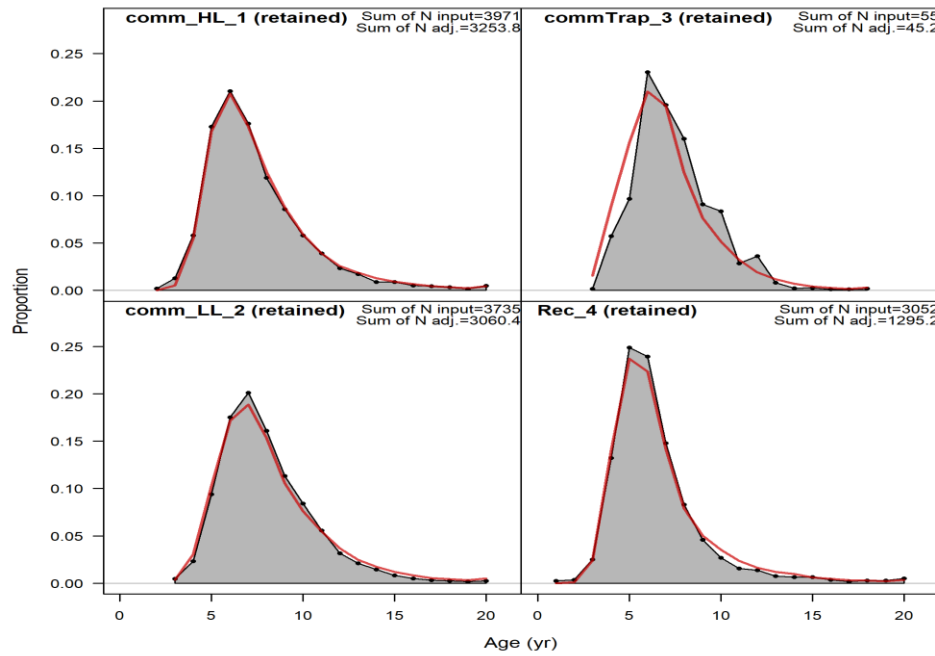 comm_HL_1 (retained)
Sum of N input=3971
Sum of N adj.=3253.8
commTrap_3 (retained)
Sum of N input=55
Sum of N adj.=45.2
0.25
0.20
0.15
0.10
0.05
0.00
Proportion
comm_LL_2 (retained)
Sum of N input=3735
Sum of N adj.=3060.4
Rec_4 (retained)
Sum of N input=3052
Sum of N adj.=1295.2
0.25
0.20
0.15
0.10
0.05
0.00
0 5 10 15 20 0 5 10 15 20
Age (yr)